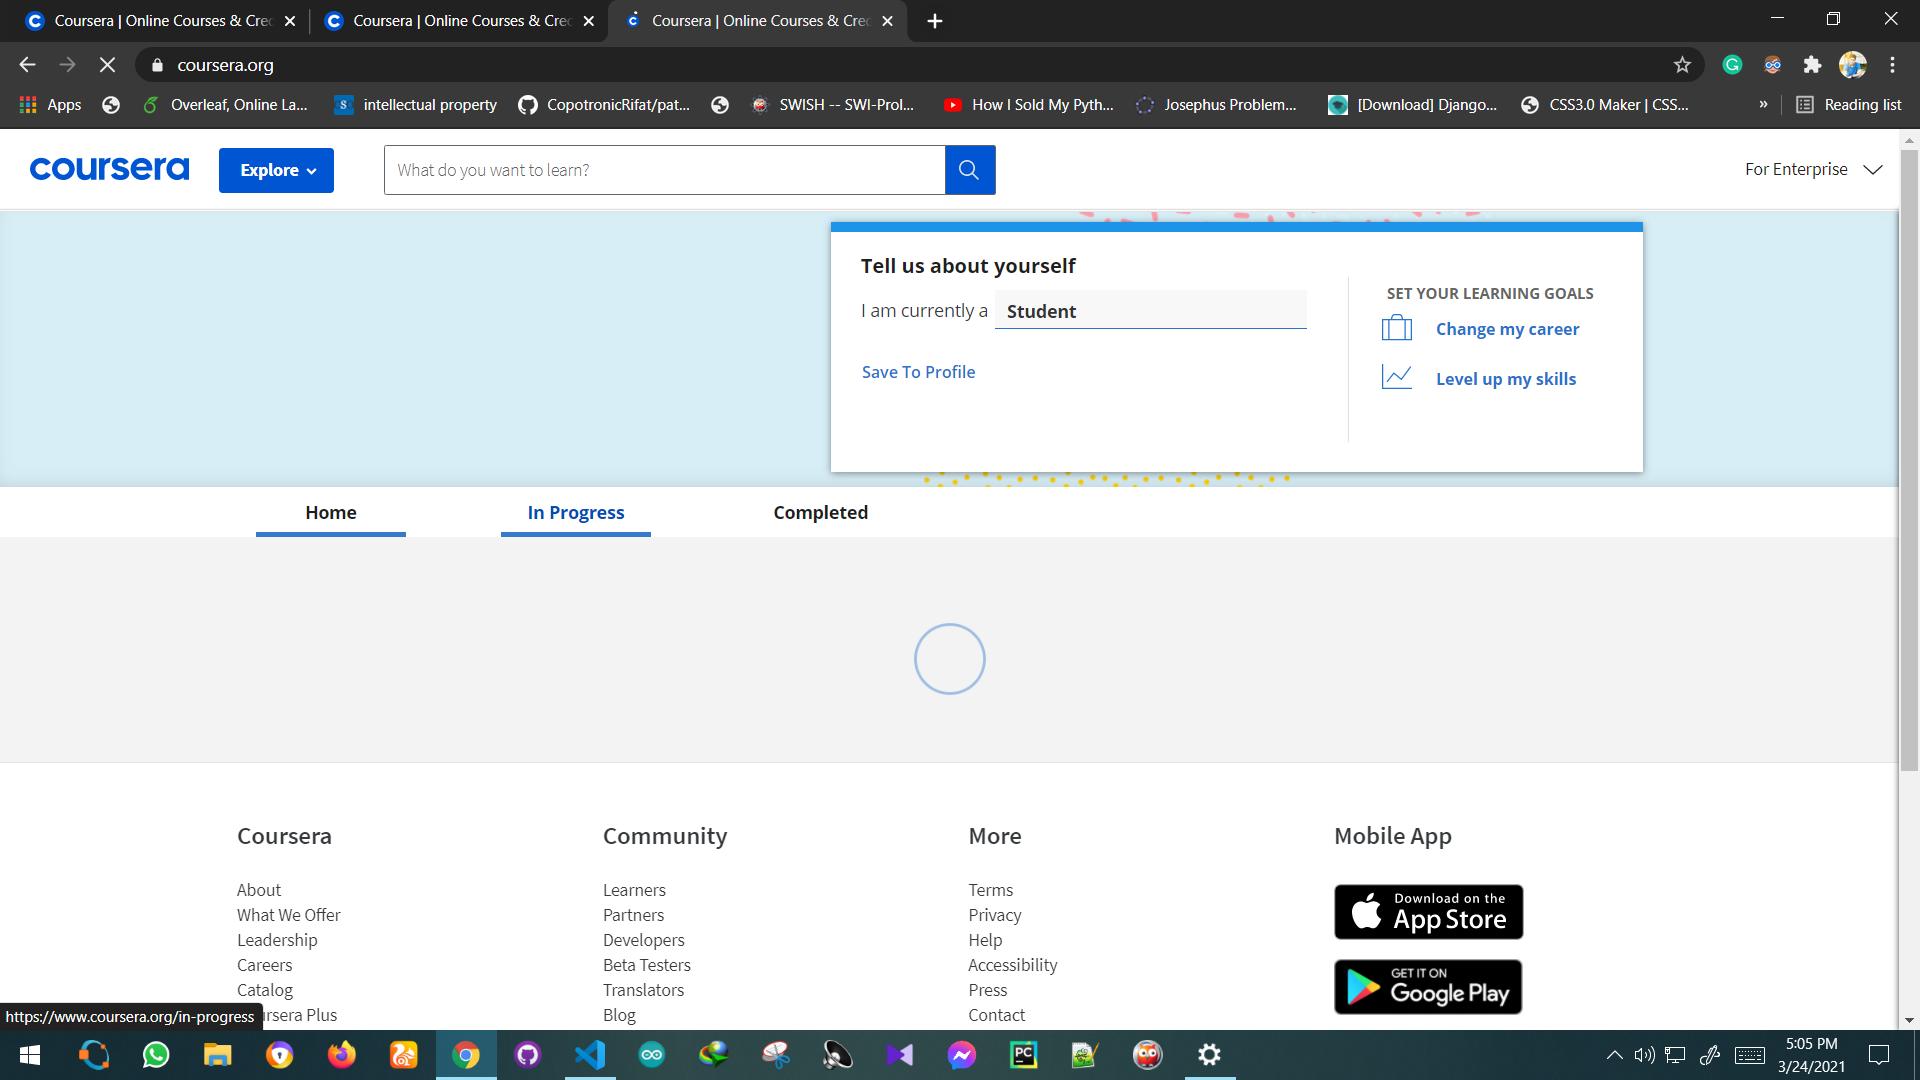 Coursera | Online Courses & Cred
Coursera | Online Courses & Cred
Coursera | Online Courses & Cred
coursera.org
Apps
Overleaf, Online La...
intellectual property
CopotronicRifat/pat...
SWISH -- SWI-Prol...
How I Sold My Pyth...
Josephus Problem...
[Download] Django...
CSS3.0 Maker | CSS...
»
Reading list
coursera
Explore
What do you want to learn?
For Enterprise
Tell us about yourself
I am currently a Student
Save To Profile
SET YOUR LEARNING GOALS
Change my career
Level up my skills
Home
In Progress
Completed
Coursera
About
What We Offer
Leadership
Careers
Catalog
ursera Plus
Community
Learners
Partners
Developers
Beta Testers
Translators
Blog
More
Terms
Privacy
Help
Accessibility
Press
Contact
Mobile App
Download on the
App Store
GET IT ON
Google Play
https://www.coursera.org/in-progress
PC
5:05 PM
3/24/2021